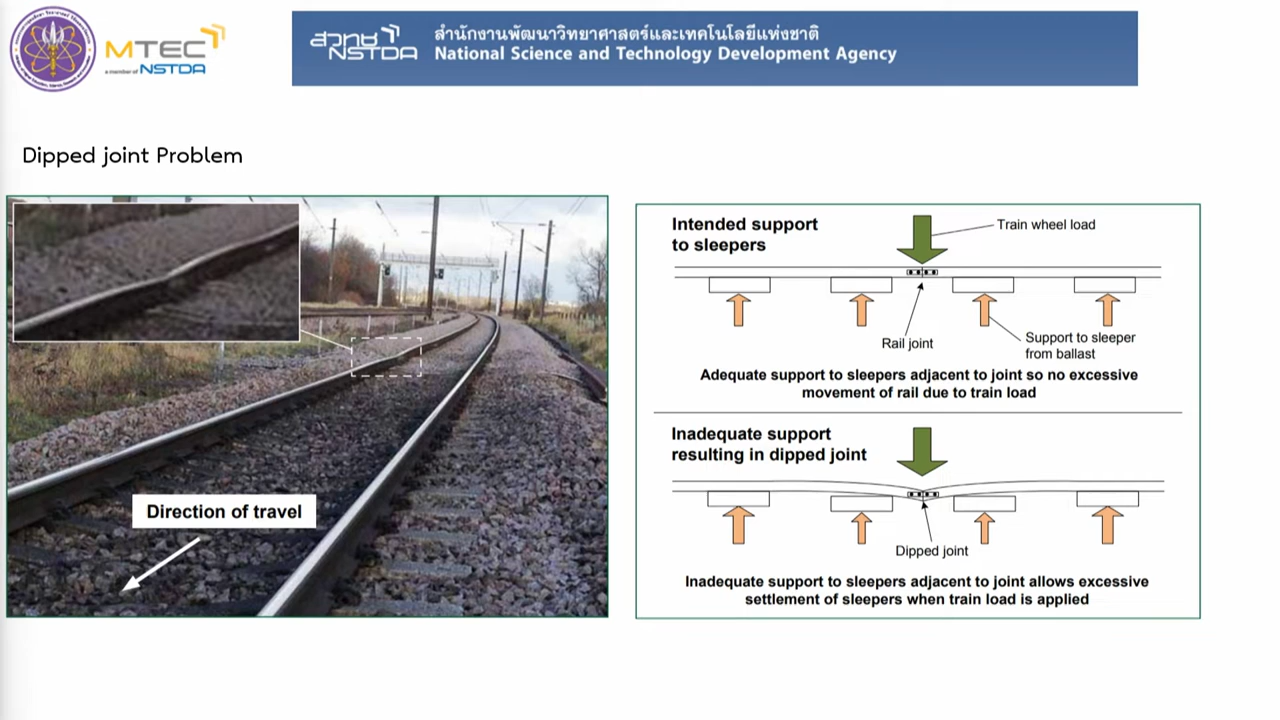 MTEC
a member of NSTDA
สวทช
NSTDA
สำนักงานพัฒนาวิทยาศาสตร์และเทคโนโลยีแห่งชาติ
National Science and Technology Development Agency
Dipped joint Problem
Direction of travel
Intended support
to sleepers
Train wheel load
Rail joint
Support to sleeper
from ballast
Adequate support to sleepers adjacent to joint so no excessive
movement of rail due to train load
Inadequate support
resulting in dipped joint
Dipped joint
Inadequate support to sleepers adjacent to joint allows excessive
settlement of sleepers when train load is applied